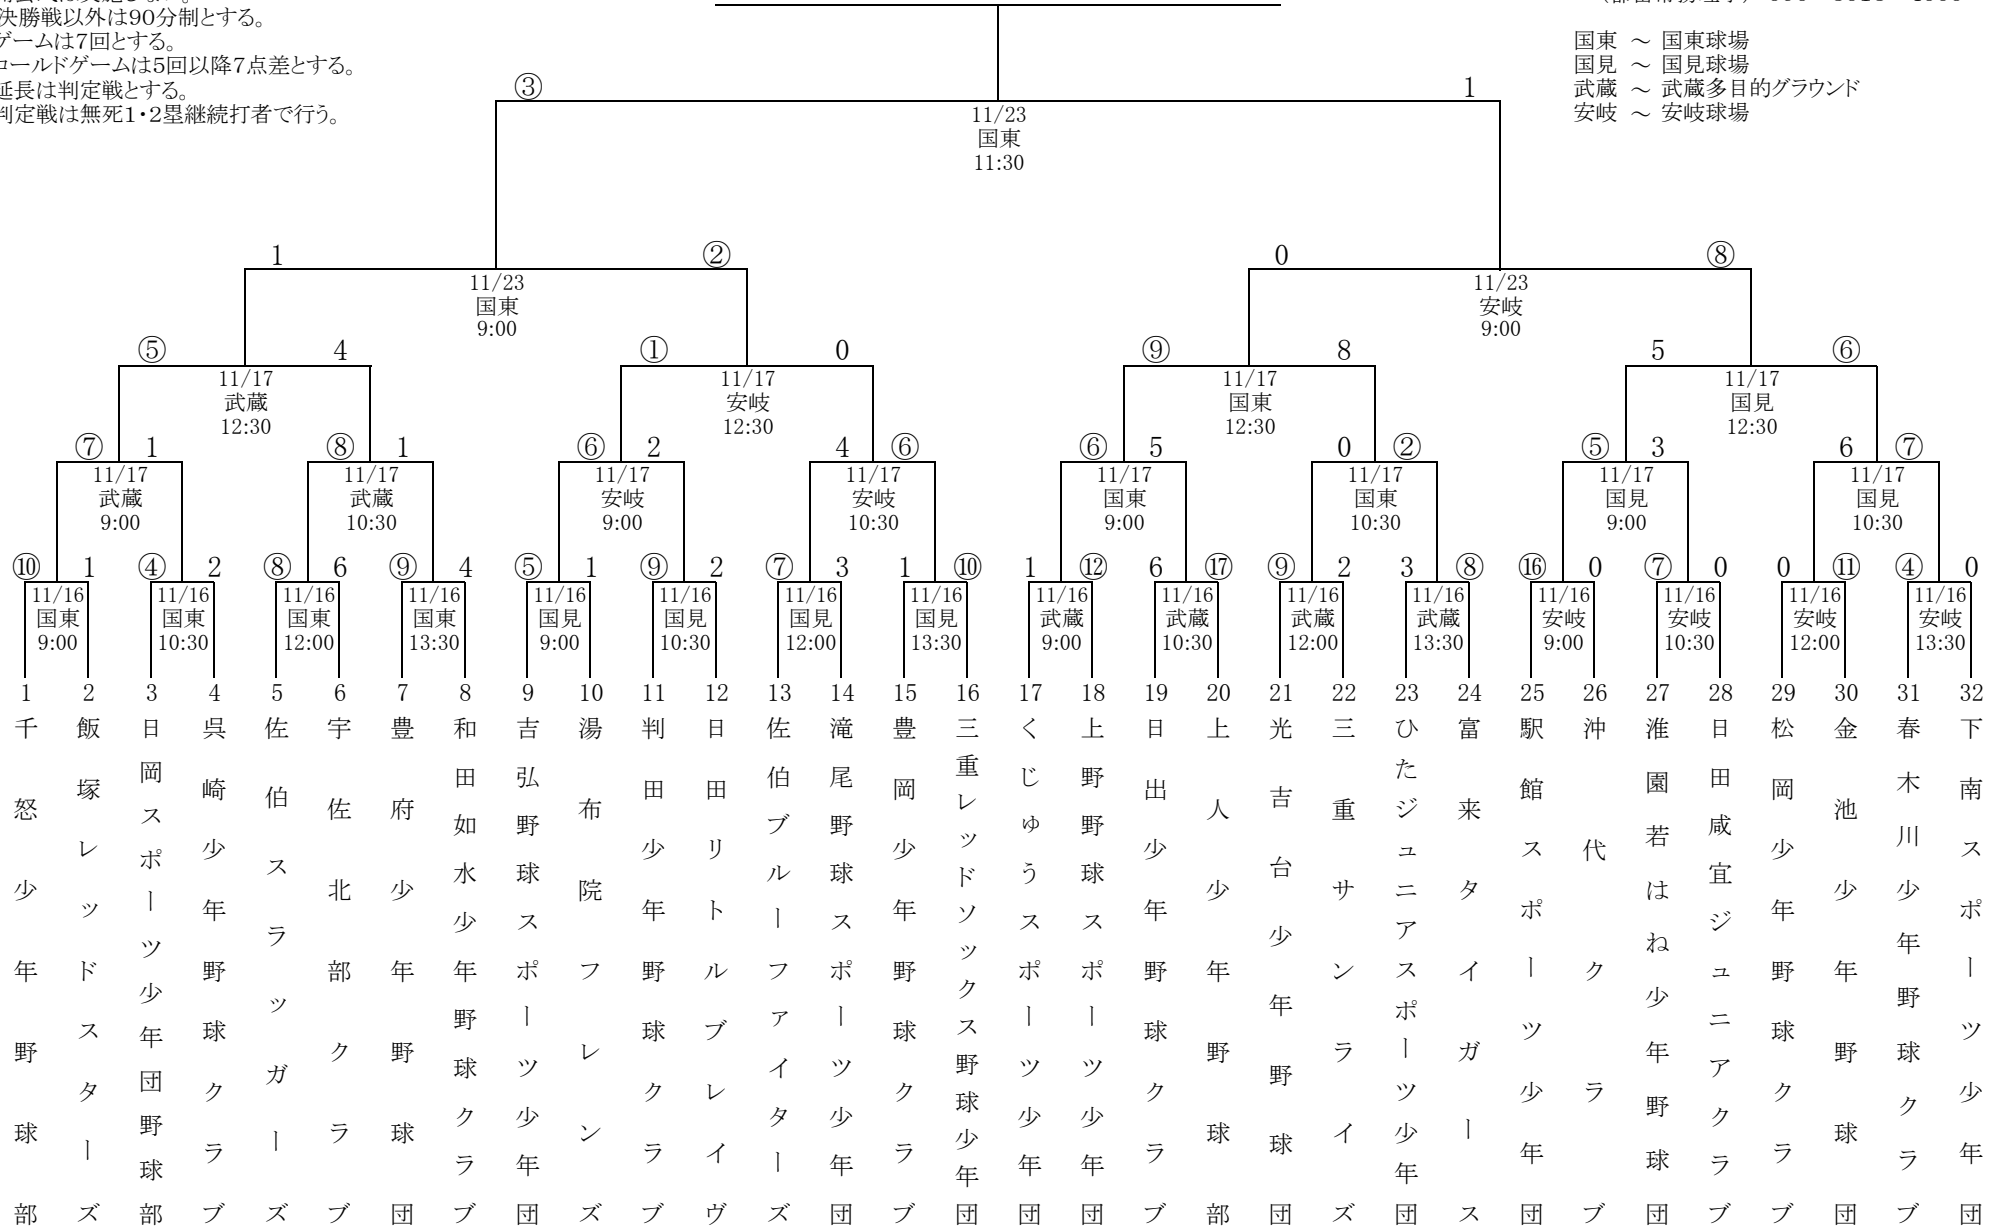 決勝戦以外は90分制とする。
ゲームは7回とする。
コールドゲームは5回以降7点差とする。
延長は判定戦とする。
判定戦は無死1・2塁継続打者で行う。
国東 ～ 国東球場
国見 ～ 国見球場
武蔵 ～ 武蔵多目的グラウンド
安岐 ～ 安岐球場
③ 1
11/23
国東
11:30
1 ② 0 ⑧
11/23 11/23
国東 安岐
9:00 9:00
⑤ 4 ① 0 ⑨ 8 5 ⑥
11/17 11/17 11/17 11/17
武蔵 安岐 国東 国見
12:30 12:30 12:30 12:30
⑦ 1 ⑧ 1 ⑥ 2 4 ⑥ ⑥ 5 0 ② ⑤ 3 6 ⑦
11/17 11/17 11/17 11/17 11/17 11/17 11/17 11/17
武蔵 武蔵 安岐 安岐 国東 国東 国見 国見
9:00 10:30 9:00 10:30 9:00 10:30 9:00 10:30
⑩ 1 ④ 2 ⑧ 6 ⑨ 4 ⑤ 1 ⑨ 2 ⑦ 3 1 ⑩ 1 ⑫ 6 ⑰ ⑨ 2 3 ⑧ ⑯ 0 ⑦ 0 0 ⑪ ④ 0
11/16 11/16 11/16 11/16 11/16 11/16 11/16 11/16 11/16 11/16 11/16 11/16 11/16 11/16 11/16 11/16
国東 国東 国東 国東 国見 国見 国見 国見 武蔵 武蔵 武蔵 武蔵 安岐 安岐 安岐 安岐
9:00 10:30 12:00 13:30 9:00 10:30 12:00 13:30 9:00 10:30 12:00 13:30 9:00 10:30 12:00 13:30
1 2 3 4 5 6 7 8 9 10 11 12 13 14 15 16 17 18 19 20 21 22 23 24 25 26 27 28 29 30 31 32
千怒少年野球部
飯塚レッドスターズ
日岡スポーツ少年団野球部
呉崎少年野球クラブ
佐伯スラッガーズ
宇佐北部クラブ
豊府少年野球団
和田如水少年野球クラブ
吉弘野球スポーツ少年団
湯布院フレンズ
判田少年野球クラブ
日田リトルブレイヴ
佐伯ブルーファイターズ
滝尾野球スポーツ少年団
豊岡少年野球クラブ
三重レッドソックス野球少年団
くじゅうスポーツ少年団
上野野球スポーツ少年団
日出少年野球クラブ
上人少年野球部
光吉台少年野球団
三重サンライズ
ひたジュニアスポーツ少年団
富来タイガース
駅館スポーツ少年団
沖代クラブ
淮園若はね少年野球団
日田咸宜ジュニアクラブ
松岡少年野球クラブ
金池少年野球団
春木川少年野球クラブ
下南スポーツ少年団